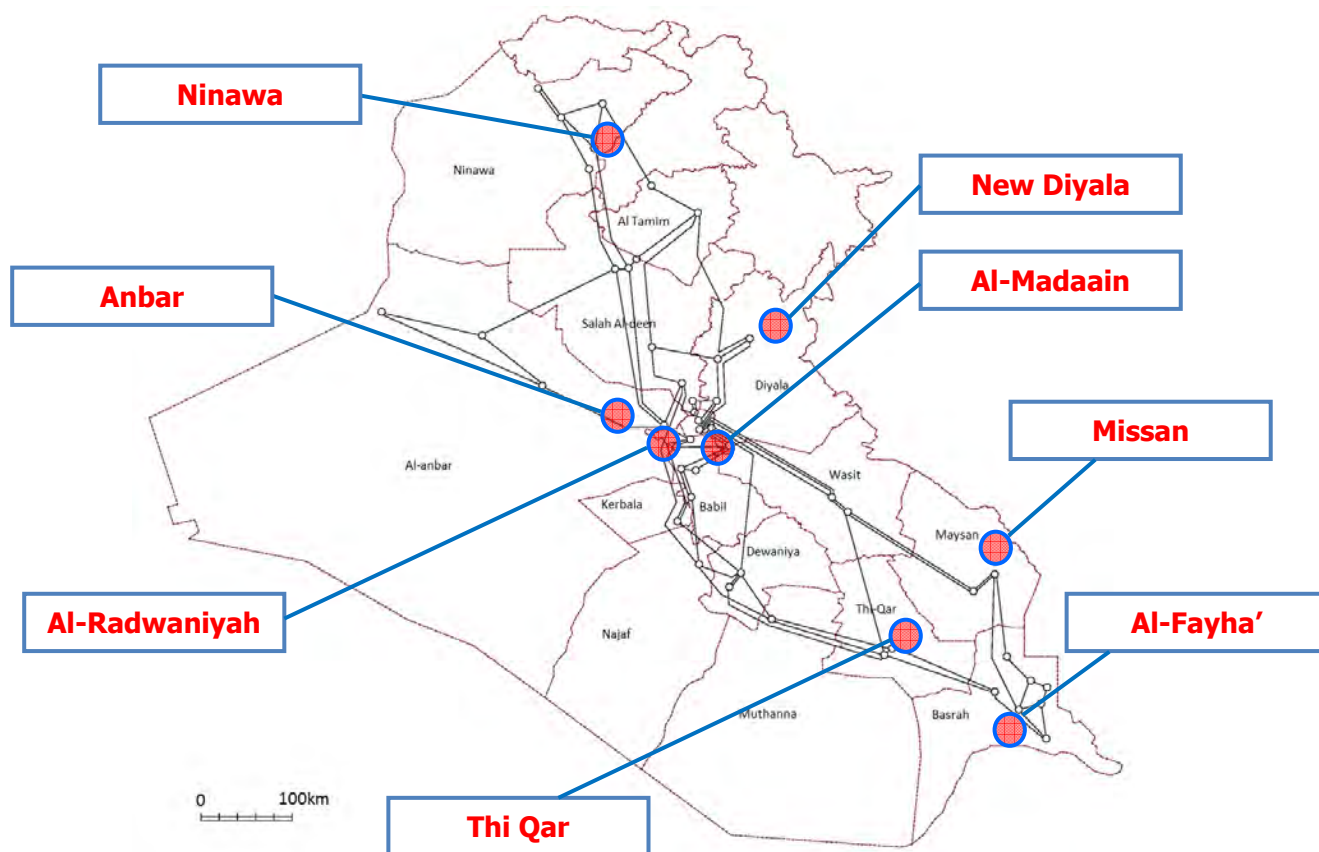 Ninawa
Ninawa
New Diyala
Al Tamim
Al-Madaain
Anbar
Salah Al-deen
Diyala
Missan
Al-anbar
Wasit
Kerbala
Babil
Maysan
Dewaniya
Al-Radwaniyah
Thi-Qar
Al-Fayha’
Najaf
Muthanna
Basrah
0 100km
Thi Qar